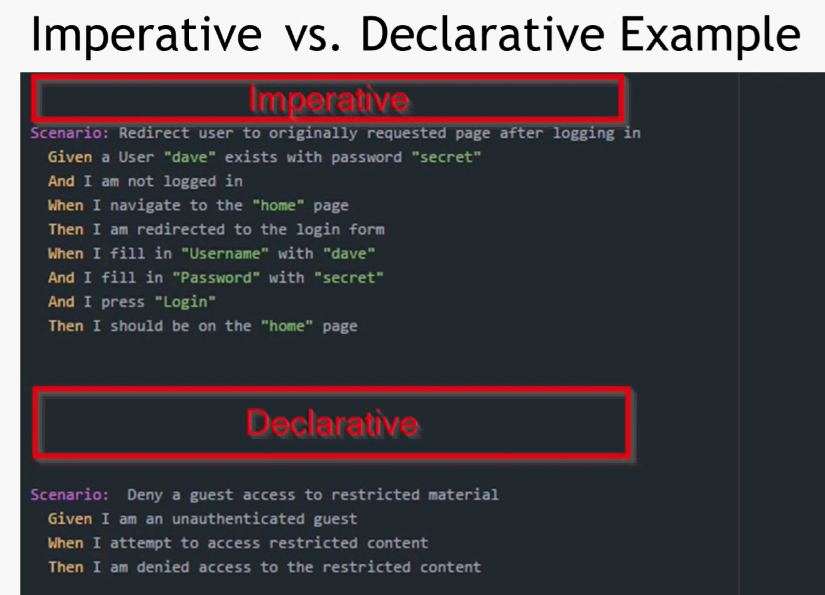 Imperative vs. Declarative Example
Imperative
Scenario: Redirect user to originally requested page after logging in
Given a User "dave" exists with password "secret"
And I am not logged in
When I navigate to the "home" page
Then I am redirected to the login form
When I fill in "Username" with "dave"
And I fill in "Password" with "secret"
And I press "Login"
Then I should be on the "home" page
Declarative
Scenario: Deny a guest access to restricted material
Given I am an unauthenticated guest
When I attempt to access restricted content
Then I am denied access to the restricted content